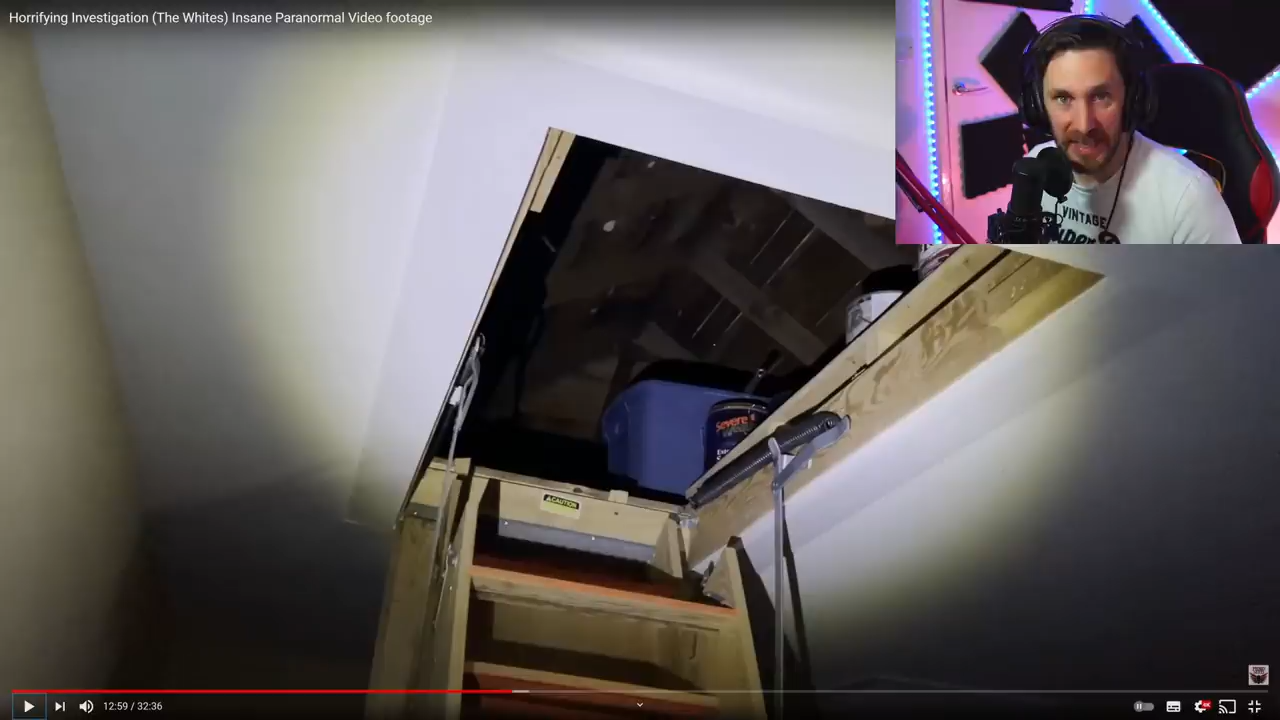 Horrifying Investigation (The Whites) Insane Paranormal Video footage
VINTAGE
Severe
CAUTION
12:59 / 32:36